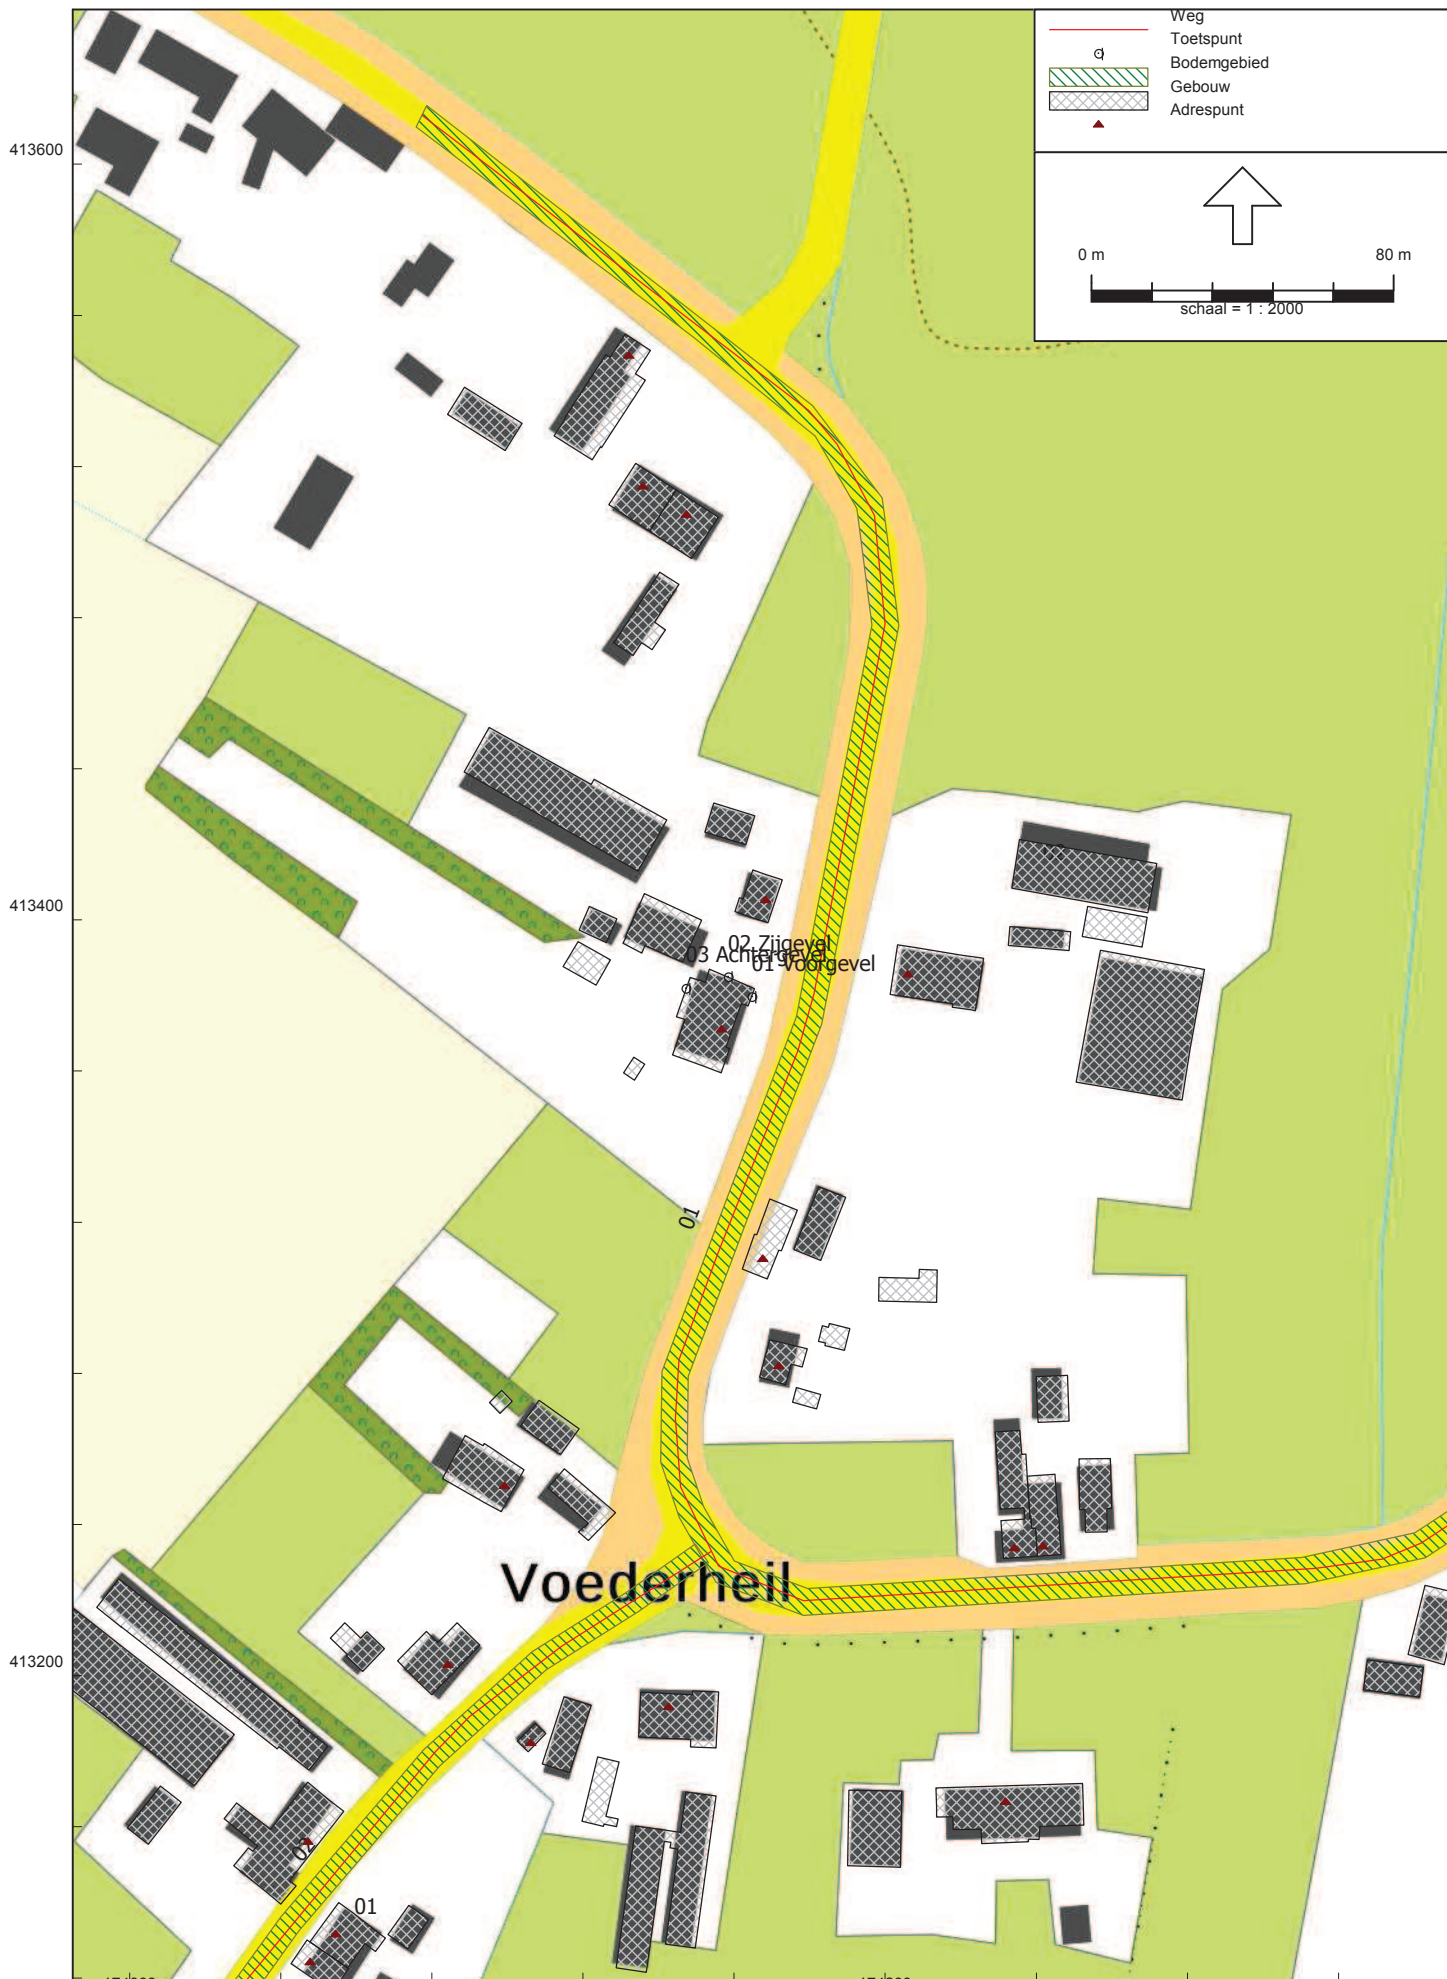 Weg
Toetspunt
Bodemgebied
Gebouw
Adrespunt
0 m 80 m
schaal = 1 : 2000
413600
413400
02 Zijgevel
03 Achtergevel
01 Voorgevel
01
Voederheil
413200
02
01